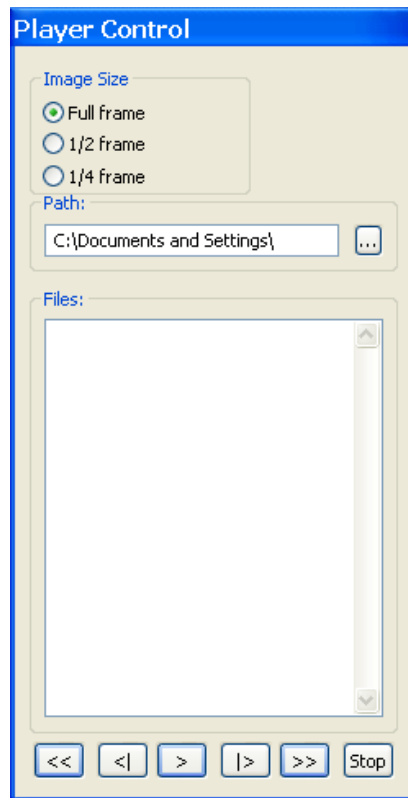 Player Control
Image Size
Full frame
1/2 frame
1/4 frame
Path:
C:\Documents and Settings\ ...
Files:
<< <| > |> >> Stop